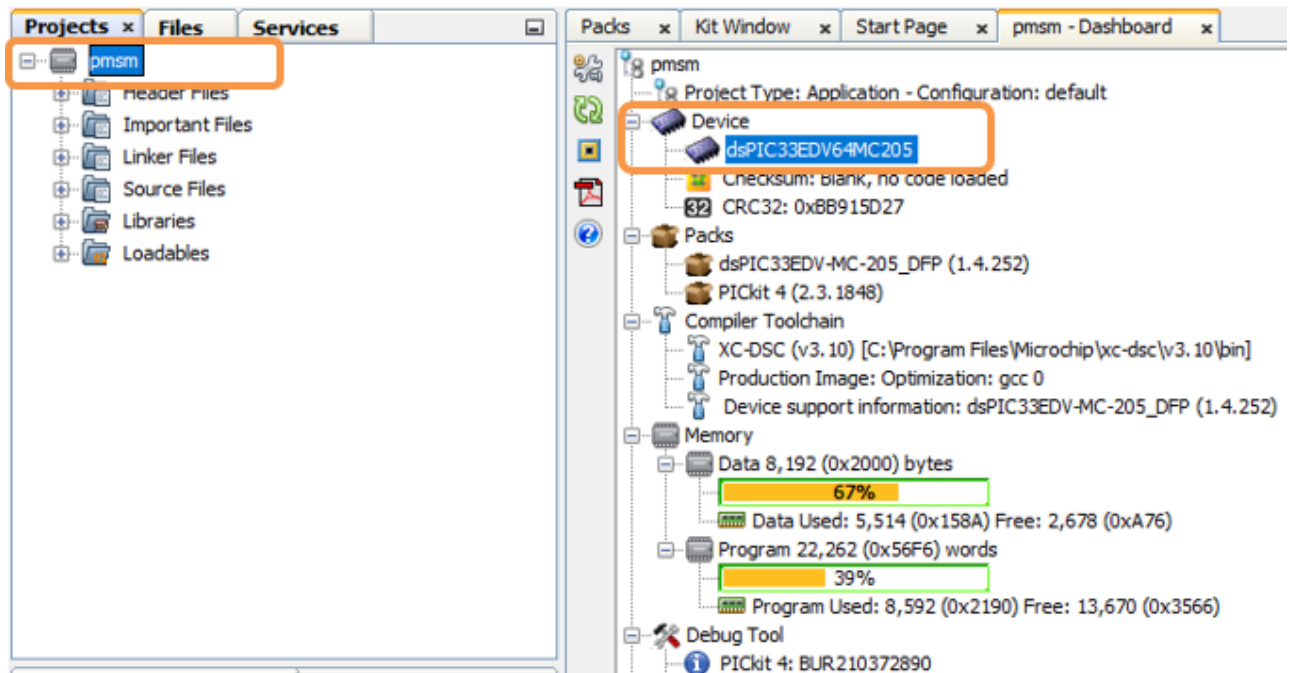 Projects
Files
Services
pmsm
Header Files
Important Files
Linker Files
Source Files
Libraries
Loadables
Packs
Kit Window
Start Page
pmsm - Dashboard
pmsm
Project Type: Application - Configuration: default
Device
dsPIC33EDV64MC205
Checksum: Blank, no code loaded
32 CRC32: 0xBB915D27
Packs
dsPIC33EDV-MC-205_DFP (1.4.252)
PICkit 4 (2.3.1848)
Compiler Toolchain
XC-DSC (v3.10) [C:\Program Files\Microchip\xc-dsc\v3.10\bin]
Production Image: Optimization: gcc 0
Device support information: dsPIC33EDV-MC-205_DFP (1.4.252)
Memory
Data 8,192 (0x2000) bytes
67%
Data Used: 5,514 (0x158A) Free: 2,678 (0xA76)
Program 22,262 (0x56F6) words
39%
Program Used: 8,592 (0x2190) Free: 13,670 (0x3566)
Debug Tool
PICkit 4: BUR210372890